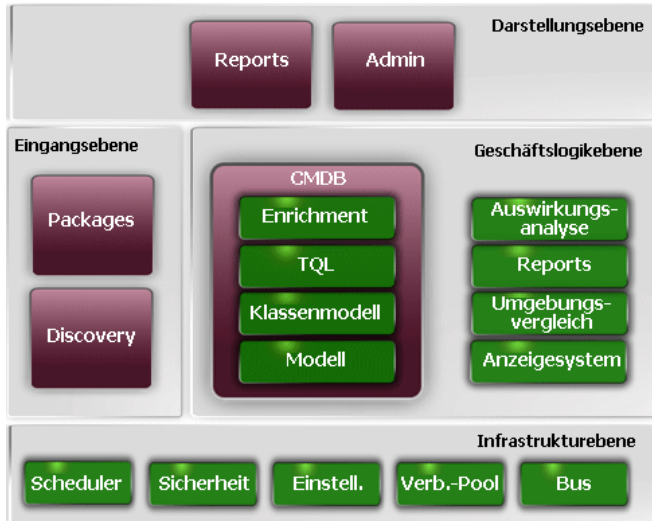 Darstellungsebene
Reports
Admin
Eingangsebene
Packages
Discovery
Geschäftslogikebene
CMDB
Enrichment
TQL
Klassenmodell
Modell
Auswirkungs-
analyse
Reports
Umgebungs-
vergleich
Anzeigesystem
Infrastrukturebene
Scheduler
Sicherheit
Einstell.
Verb.-Pool
Bus